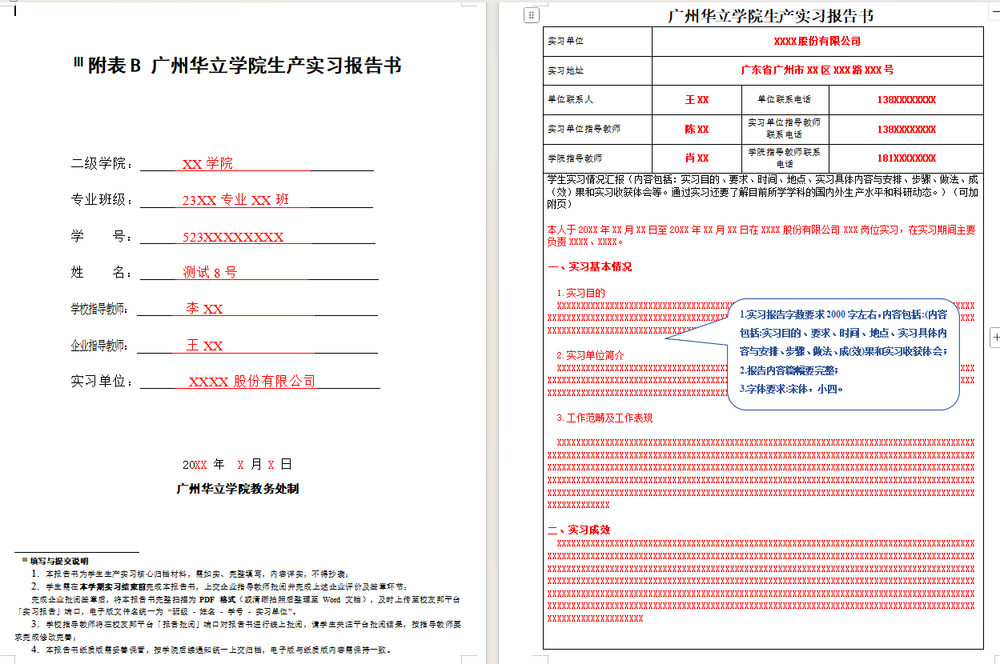 III 附表 B 广州华立学院生产实习报告书
二级学院： XX 学院
专业班级： 23XX 专业 XX 班
学 号： 523XXXXXXXX
姓 名： 测试 8 号
学校指导教师： 李 XX
企业指导教师： 王 XX
实习单位： XXXX 股份有限公司
20XX 年 X 月 X 日
广州华立学院教务处制
III 填写与提交说明
1. 本报告书为学生生产实习核心归档材料，需如实、完整填写，内容详实，不得抄袭；
2. 学生需在本学期实习结束前完成本报告书，上交企业指导教师批阅并完成上述企业评价及签章环节；
完成企业批阅签章后，将本报告书完整扫描为 PDF 格式（或清晰拍照后整理至 Word 文档），及时上传至校友邦平台
「实习报告」端口，电子版文件名统一为 “班级 - 姓名 - 学号 - 实习单位”。
3. 学校指导教师将在校友邦平台「报告批阅」端口对报告书进行线上批阅，请学生关注平台批阅结果，按指导教师要
求完成修改完善；
4. 本报告书纸质版需妥善保管，按学院后续通知统一上交归档，电子版与纸质版内容需保持一致。
广州华立学院生产实习报告书
实习单位 XXXX 股份有限公司
实习地址 广东省广州市 XX 区 XXX 路 XXX 号
单位联系人 王 XX 单位联系电话 138XXXXXXXX
实习单位指导教师 陈 XX 实习单位指导教师
联系电话 138XXXXXXXX
学院指导教师 肖 XX 学院指导教师联系
电话 181XXXXXXXX
学生实习情况汇报（内容包括：实习目的、要求、时间、地点、实习具体内容与安排、步骤、做法、成
（效）果和实习收获体会等。通过实习还要了解目前所学学科的国内外生产水平和科研动态。）（可加
附页）
本人于 20XX 年 XX 月 XX 日至 20XX 年 XX 月 XX 日在 XXXX 股份有限公司 XXX 岗位实习，在实习期间主要
负责 XXXX、XXXX。
一、实习基本情况
1. 实习目的
1.实习报告字数要求 2000 字左右，内容包括:(内容
包括:实习目的、要求、时间、地点、实习具体内
容与安排、步骤、做法、成(效)果和实习收获体会；
2.报告内容篇幅要完整；
3.字体要求:宋体，小四。
2. 实习单位简介
3. 工作范畴及工作表现
XXXXXXXXXXXXX
二、实习成效
XXXXXXXXXXXXXXXXXXXX